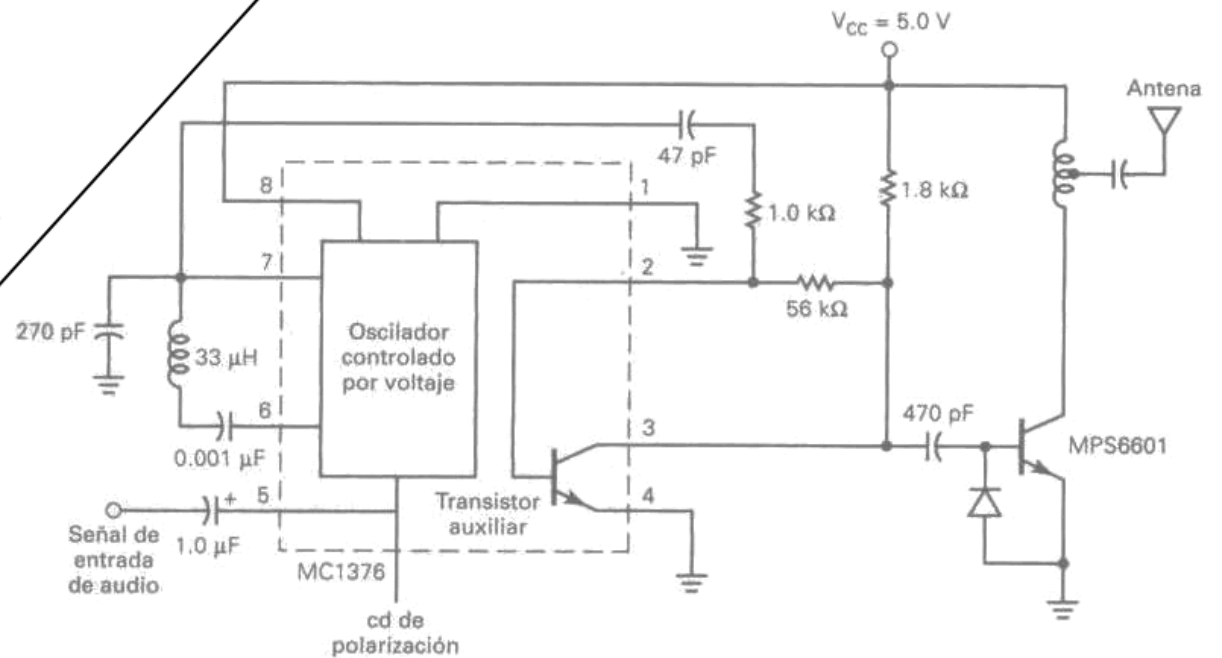 V_CC = 5.0 V
Antena
47 pF
8
1
1.0 kΩ
1.8 kΩ
7
2
56 kΩ
270 pF
33 µH
Oscilador
controlado
por voltaje
6
470 pF
3
MPS6601
0.001 µF
5
4
+
Transistor
auxiliar
Señal de
entrada
de audio
1.0 µF
MC1376
cd de
polarización